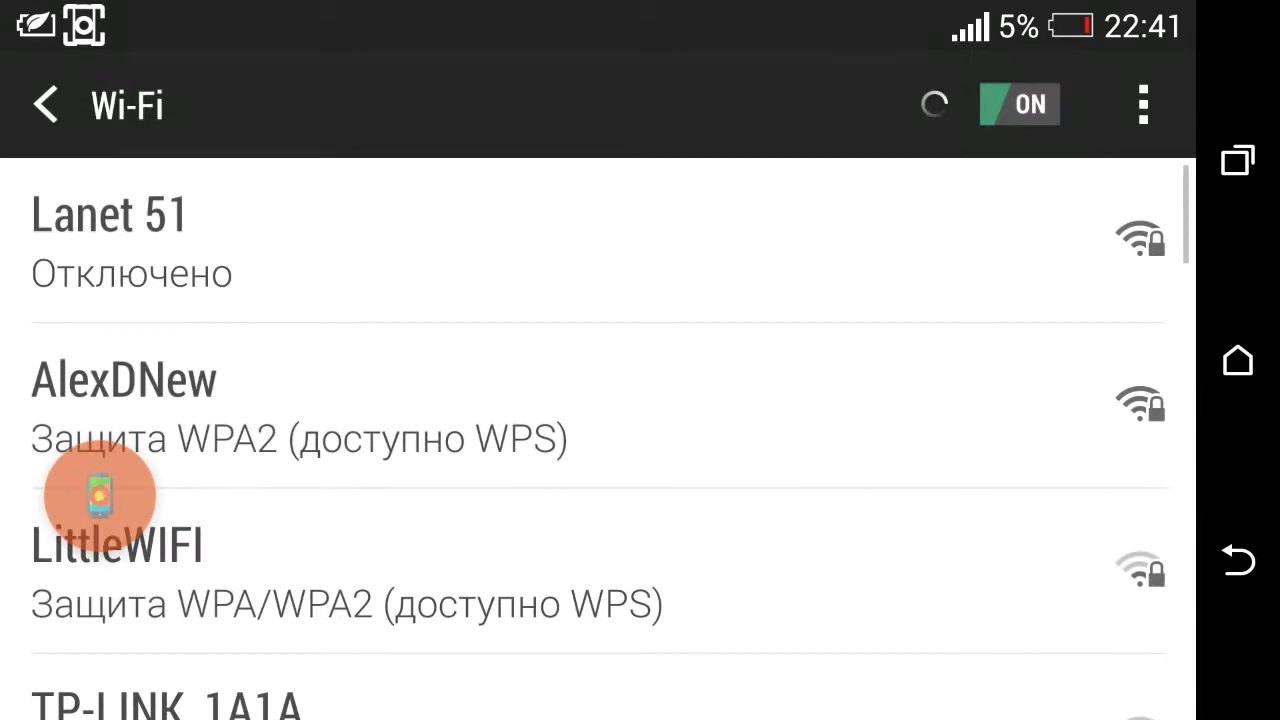 5% 22:41
Wi-Fi ON
Lanet 51
Отключено
AlexDNew
Защита WPA2 (доступно WPS)
LittleWIFI
Защита WPA/WPA2 (доступно WPS)
TP-LINK_1A1A